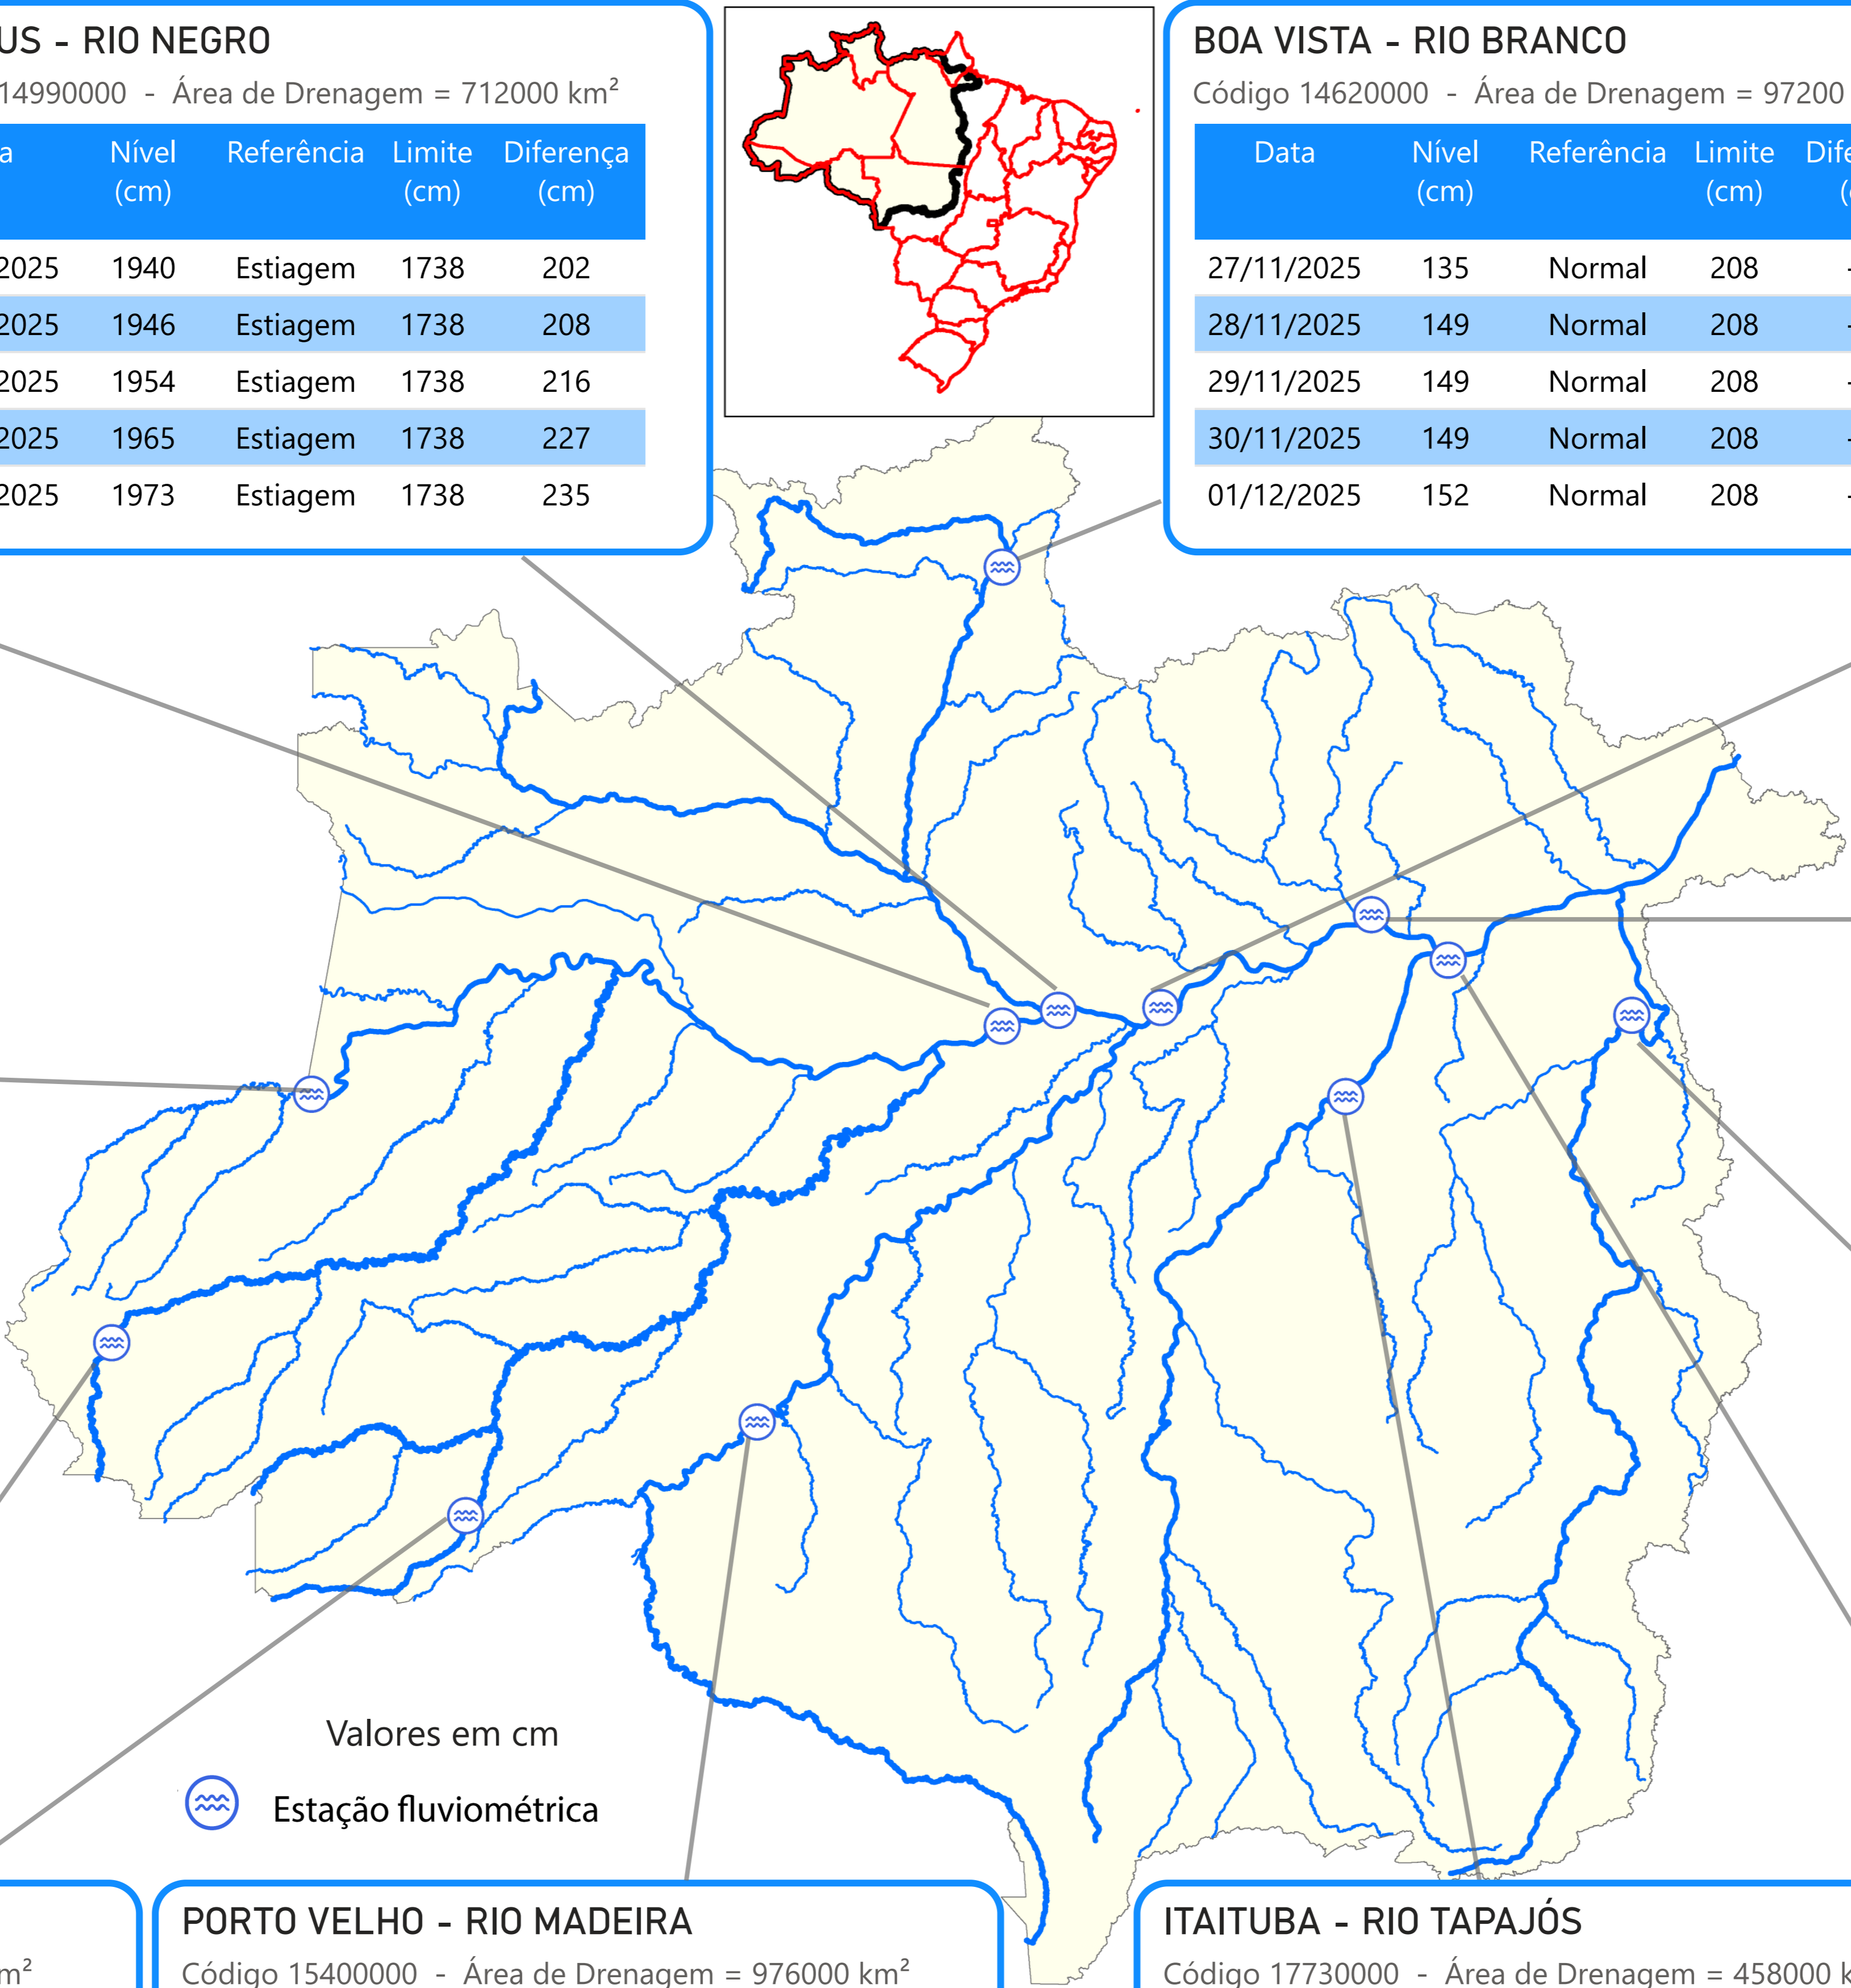 US - RIO NEGRO
14990000 - Área de Drenagem = 712000 km²
a Nível (cm) Referência Limite (cm) Diferença (cm)
2025 1940 Estiagem 1738 202
2025 1946 Estiagem 1738 208
2025 1954 Estiagem 1738 216
2025 1965 Estiagem 1738 227
2025 1973 Estiagem 1738 235
BOA VISTA - RIO BRANCO
Código 14620000 - Área de Drenagem = 97200
Data Nível (cm) Referência Limite (cm) Dife
27/11/2025 135 Normal 208 -
28/11/2025 149 Normal 208 -
29/11/2025 149 Normal 208 -
30/11/2025 149 Normal 208 -
01/12/2025 152 Normal 208 -
Valores em cm
Estação fluviométrica
m²
PORTO VELHO - RIO MADEIRA
Código 15400000 - Área de Drenagem = 976000 km²
ITAITUBA - RIO TAPAJÓS
Código 17730000 - Área de Drenagem = 458000 k